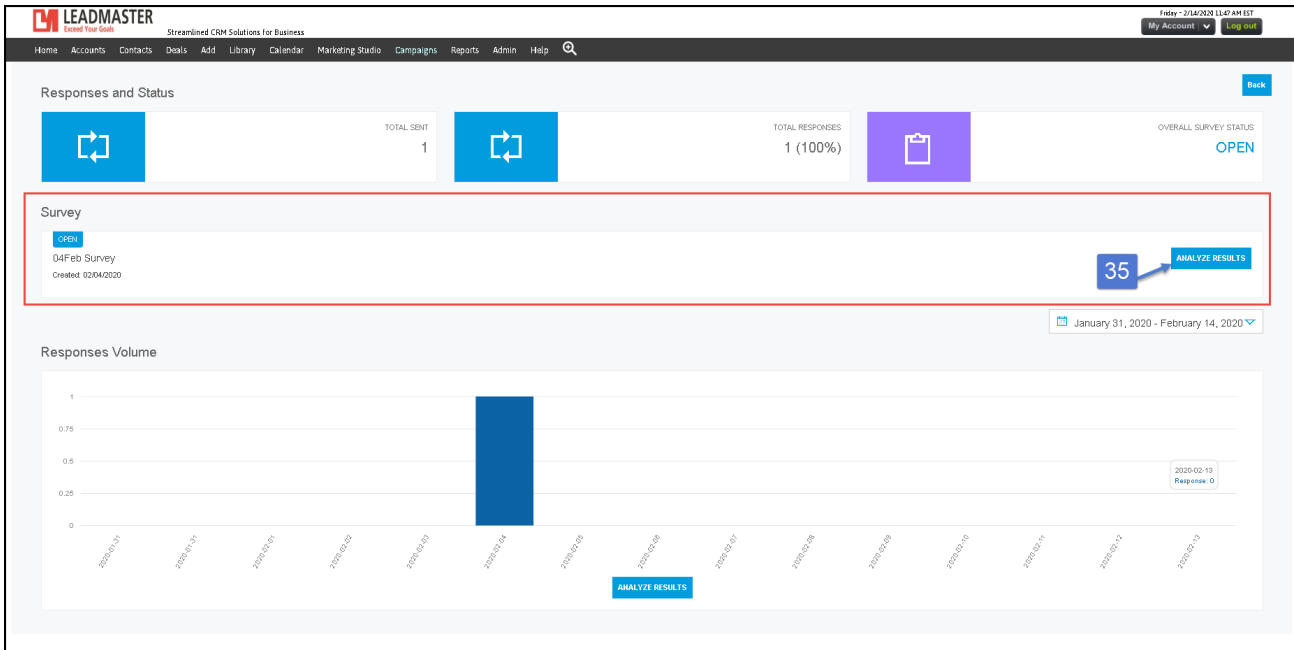 LEADMASTER
Exceed Your Goals
Streamlined CRM Solutions for Business
Friday - 2/14/2020 11:47 AM EST
My Account
Log out
Home Accounts Contacts Deals Add Library Calendar Marketing Studio Campaigns Reports Admin Help
Responses and Status
Back
TOTAL SENT
1
TOTAL RESPONSES
1 (100%)
OVERALL SURVEY STATUS
OPEN
Survey
OPEN
04Feb Survey
Created: 02/04/2020
35
ANALYZE RESULTS
January 31, 2020 - February 14, 2020
Responses Volume
1
0.75
0.5
0.25
0
2020-02-13
Response: 0
2020-01-31 2020-01-31 2020-02-01 2020-02-02 2020-02-03 2020-02-04 2020-02-05 2020-02-06 2020-02-07 2020-02-08 2020-02-09 2020-02-10 2020-02-11 2020-02-12 2020-02-13
ANALYZE RESULTS